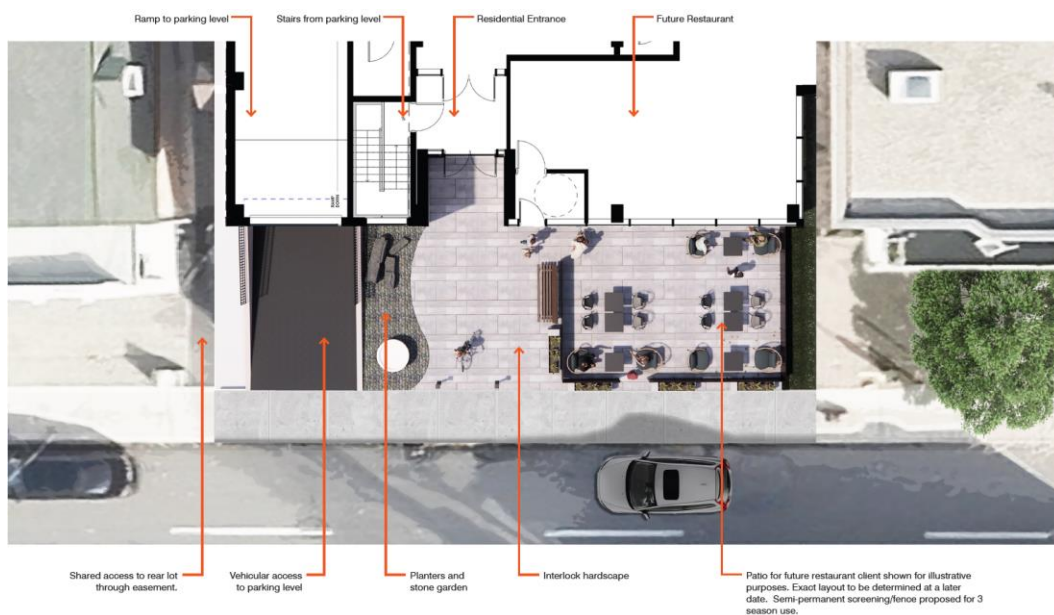 Ramp to parking level
Stairs from parking level
Residential Entrance
Future Restaurant
Shared access to rear lot
through easement.
Vehicular access
to parking level
Planters and
stone garden
Interlook hardscape
Patio for future restaurant client shown for illustrative
purposes. Exact layout to be determined at a later
date. Semi-permanent screening/fence proposed for 3
season use.